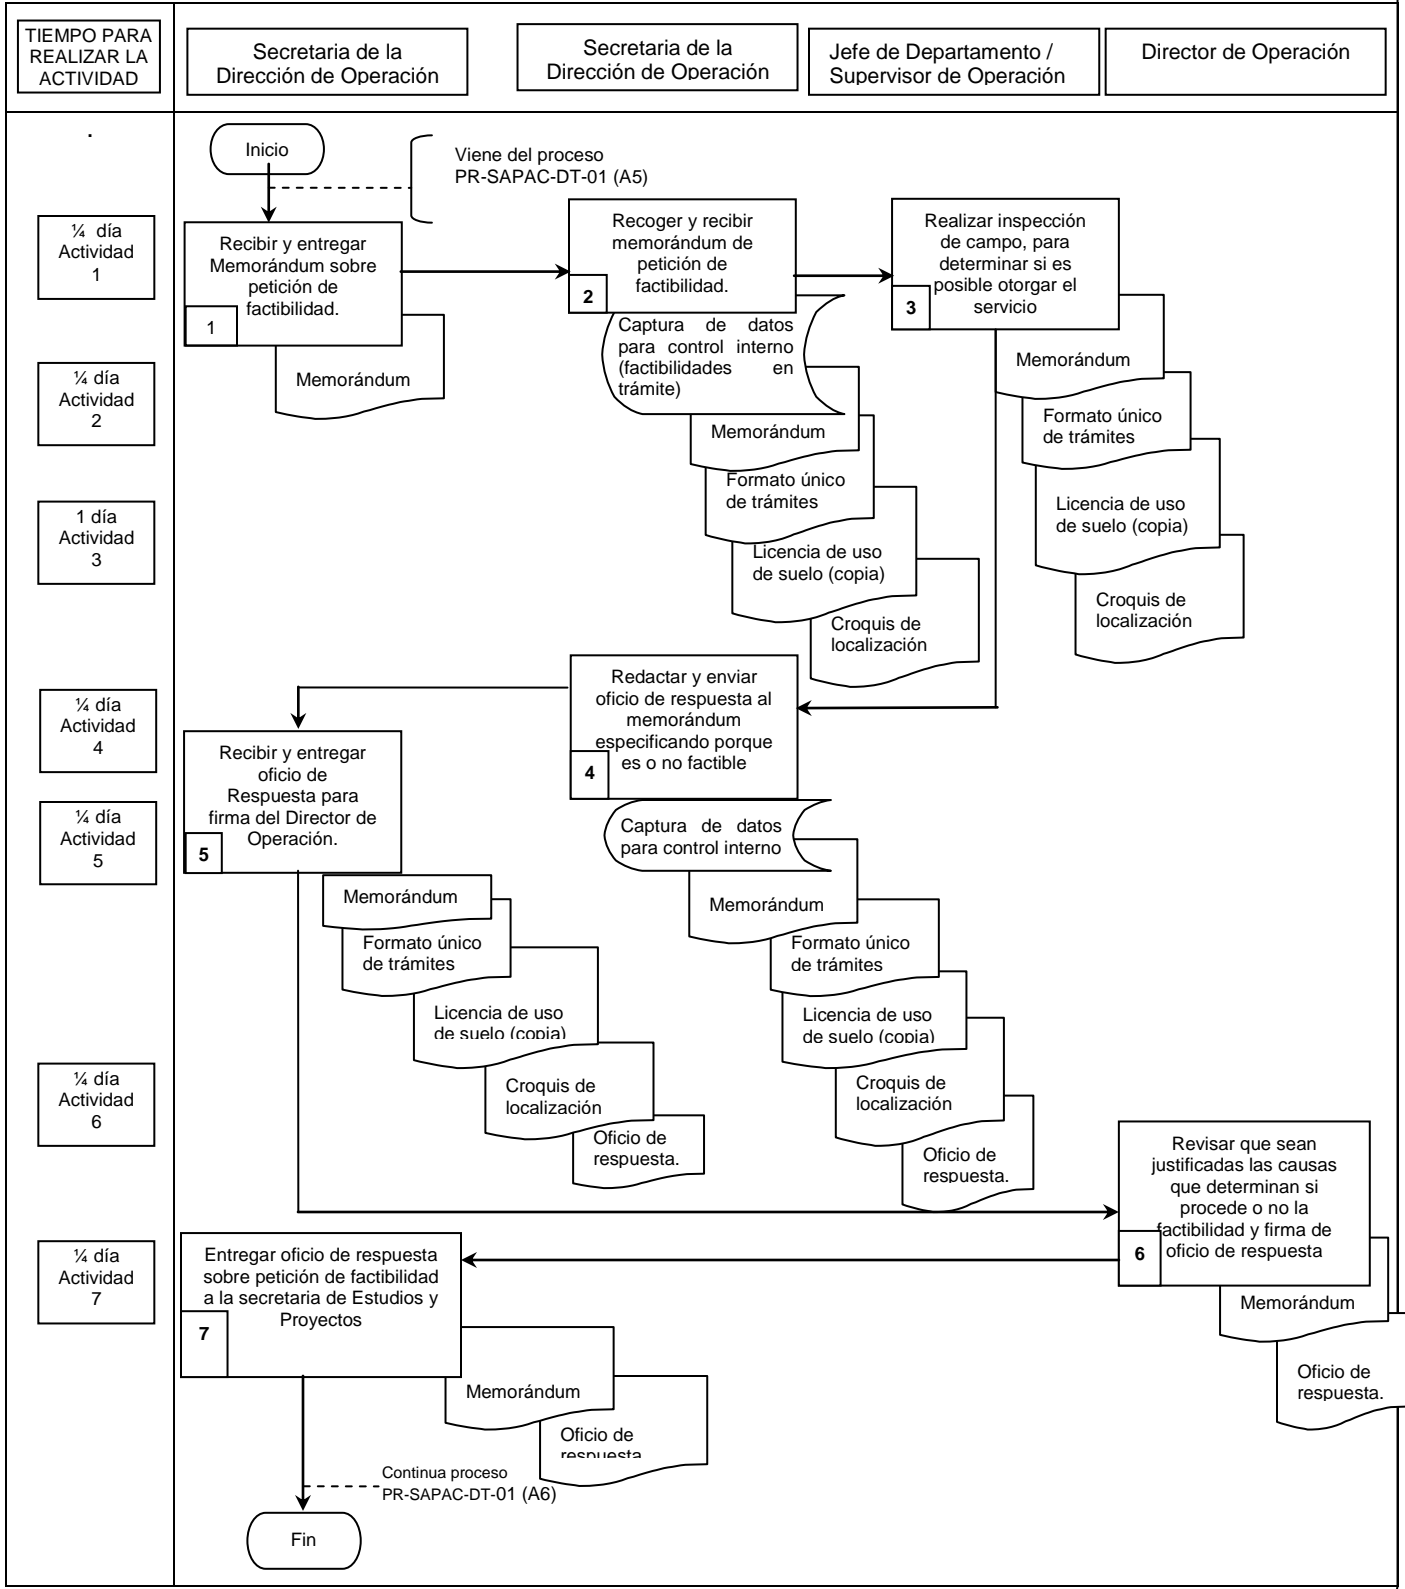 TIEMPO PARA
REALIZAR LA
ACTIVIDAD
Secretaria de la
Dirección de Operación
Secretaria de la
Dirección de Operación
Jefe de Departamento /
Supervisor de Operación
Director de Operación
.
Inicio
Viene del proceso
PR-SAPAC-DT-01 (A5)
¼ día
Actividad
1
Recibir y entregar
Memorándum sobre
petición de
factibilidad.
1
Memorándum
Recoger y recibir
memorándum de
petición de
factibilidad.
2
Captura de datos
para control interno
(factibilidades en
trámite)
Memorándum
Formato único
de trámites
Licencia de uso
de suelo (copia)
Croquis de
localización
Realizar inspección
de campo, para
determinar si es
posible otorgar el
servicio
3
Memorándum
Formato único
de trámites
Licencia de uso
de suelo (copia)
Croquis de
localización
¼ día
Actividad
2
1 día
Actividad
3
¼ día
Actividad
4
Redactar y enviar
oficio de respuesta al
memorándum
especificando porque
es o no factible
4
Captura de datos
para control interno
Memorándum
Formato único
de trámites
Licencia de uso
de suelo (copia)
Croquis de
localización
Oficio de
respuesta.
¼ día
Actividad
5
Recibir y entregar
oficio de
Respuesta para
firma del Director de
Operación.
5
Memorándum
Formato único
de trámites
Licencia de uso
de suelo (copia)
Croquis de
localización
Oficio de
respuesta.
¼ día
Actividad
6
Revisar que sean
justificadas las causas
que determinan si
procede o no la
factibilidad y firma de
oficio de respuesta
6
Memorándum
Oficio de
respuesta.
¼ día
Actividad
7
Entregar oficio de respuesta
sobre petición de factibilidad
a la secretaria de Estudios y
Proyectos
7
Memorándum
Oficio de
respuesta
Continua proceso
PR-SAPAC-DT-01 (A6)
Fin